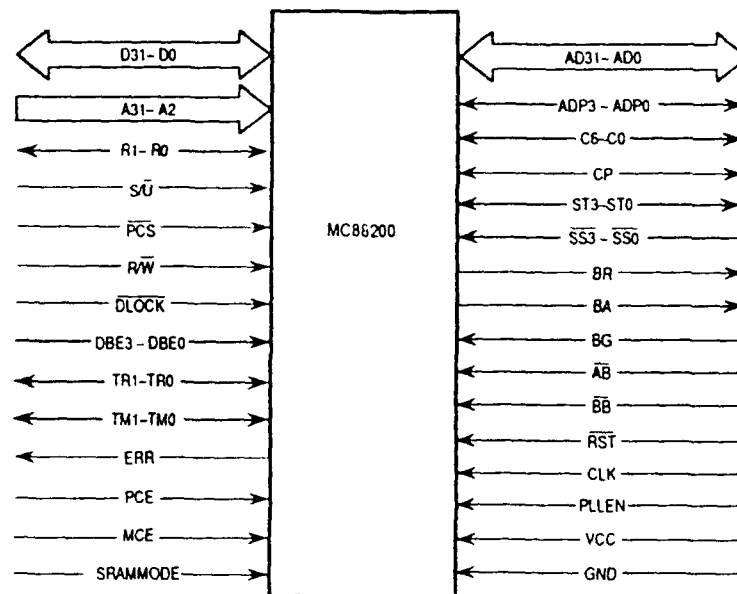 D31-D0
A31-A2
R1-R0
S/U̅
P̅C̅S̅
R/W̅
D̅L̅O̅C̅K̅
DBE3-DBE0
TR1-TR0
TM1-TM0
ERR
PCE
MCE
SRAMMODE
MC88200
AD31-AD0
ADP3-ADP0
C6-C0
CP
ST3-ST0
S̅S̅3̅-S̅S̅0̅
BR
BA
BG
A̅B̅
B̅B̅
R̅S̅T̅
CLK
PLLEN
VCC
GND